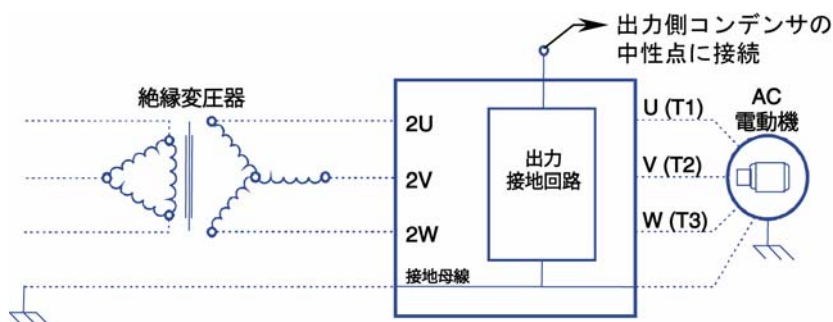 出力側コンデンサの
中性点に接続
絶縁変圧器
2U
2V
2W
出力
接地回路
接地母線
U (T1)
V (T2)
W (T3)
AC
電動機